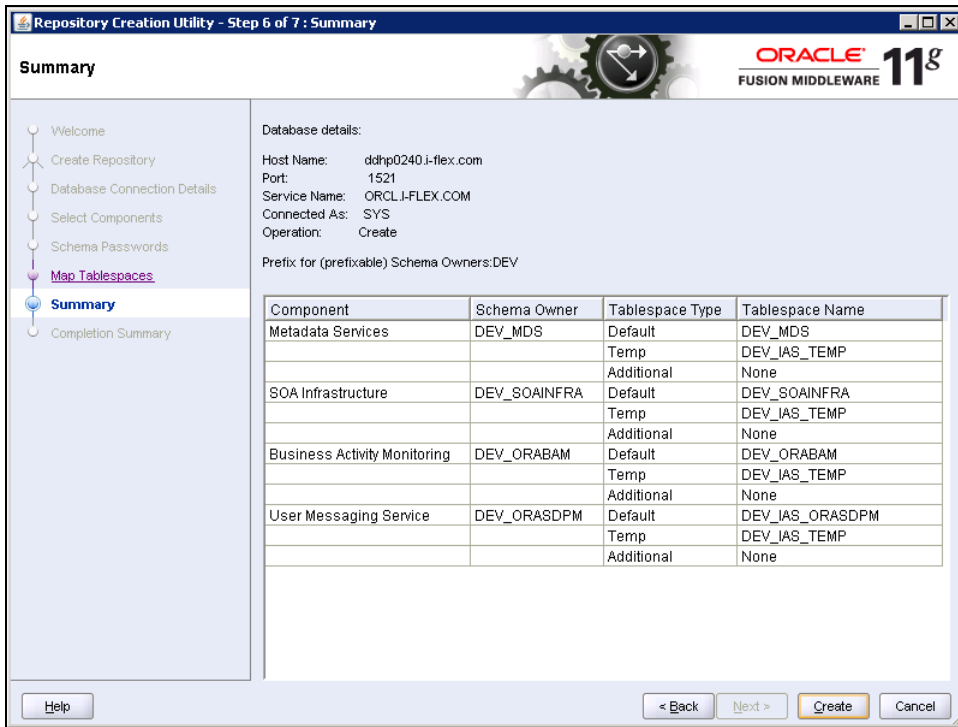 Repository Creation Utility - Step 6 of 7 : Summary
Summary
ORACLE
FUSION MIDDLEWARE 11g
Welcome
Create Repository
Database Connection Details
Select Components
Schema Passwords
Map Tablespaces
Summary
Completion Summary
Database details:
Host Name: ddhp0240.i-flex.com
Port: 1521
Service Name: ORCL.I-FLEX.COM
Connected As: SYS
Operation: Create
Prefix for (prefixable) Schema Owners:DEV
Component Schema Owner Tablespace Type Tablespace Name
Metadata Services DEV_MDS Default DEV_MDS
Temp DEV_IAS_TEMP
Additional None
SOA Infrastructure DEV_SOAINFRA Default DEV_SOAINFRA
Temp DEV_IAS_TEMP
Additional None
Business Activity Monitoring DEV_ORABAM Default DEV_ORABAM
Temp DEV_IAS_TEMP
Additional None
User Messaging Service DEV_ORASDPM Default DEV_IAS_ORASDPM
Temp DEV_IAS_TEMP
Additional None
Help < Back Next > Create Cancel